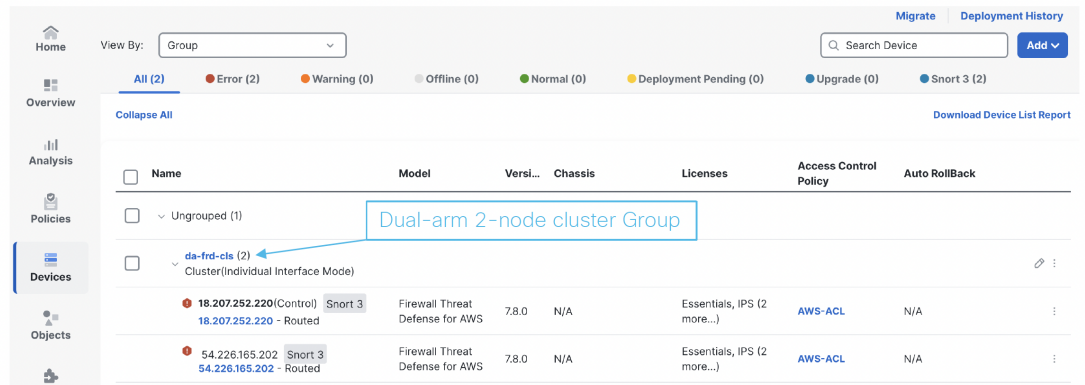 Migrate Deployment History
Home
View By: Group Search Device Add
All (2) Error (2) Warning (0) Offline (0) Normal (0) Deployment Pending (0) Upgrade (0) Snort 3 (2)
Overview
Collapse All Download Device List Report
Analysis
Name Model Versi... Chassis Licenses Access Control Policy Auto RollBack
Policies
Ungrouped (1)
Dual-arm 2-node cluster Group
Devices
da-frd-cls (2)
Cluster(Individual Interface Mode)
Objects
18.207.252.220(Control) Snort 3 Firewall Threat Essentials, IPS (2
18.207.252.220 - Routed Defense for AWS 7.8.0 N/A more...) AWS-ACL N/A
54.226.165.202 Snort 3 Firewall Threat Essentials, IPS (2
54.226.165.202 - Routed Defense for AWS 7.8.0 N/A more...) AWS-ACL N/A